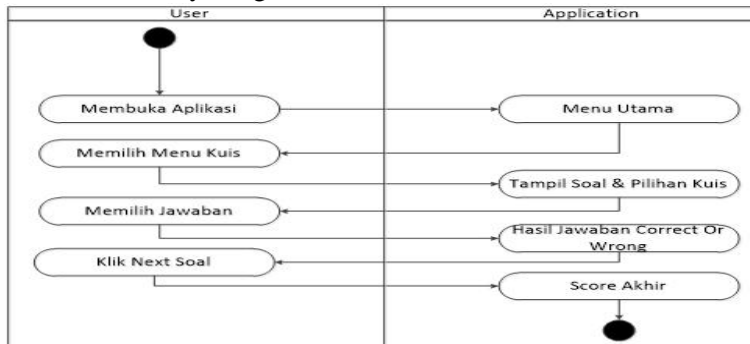 User
Application
Membuka Aplikasi
Menu Utama
Memilih Menu Kuis
Tampil Soal & Pilihan Kuis
Memilih Jawaban
Hasil Jawaban Correct Or
Wrong
Klik Next Soal
Score Akhir